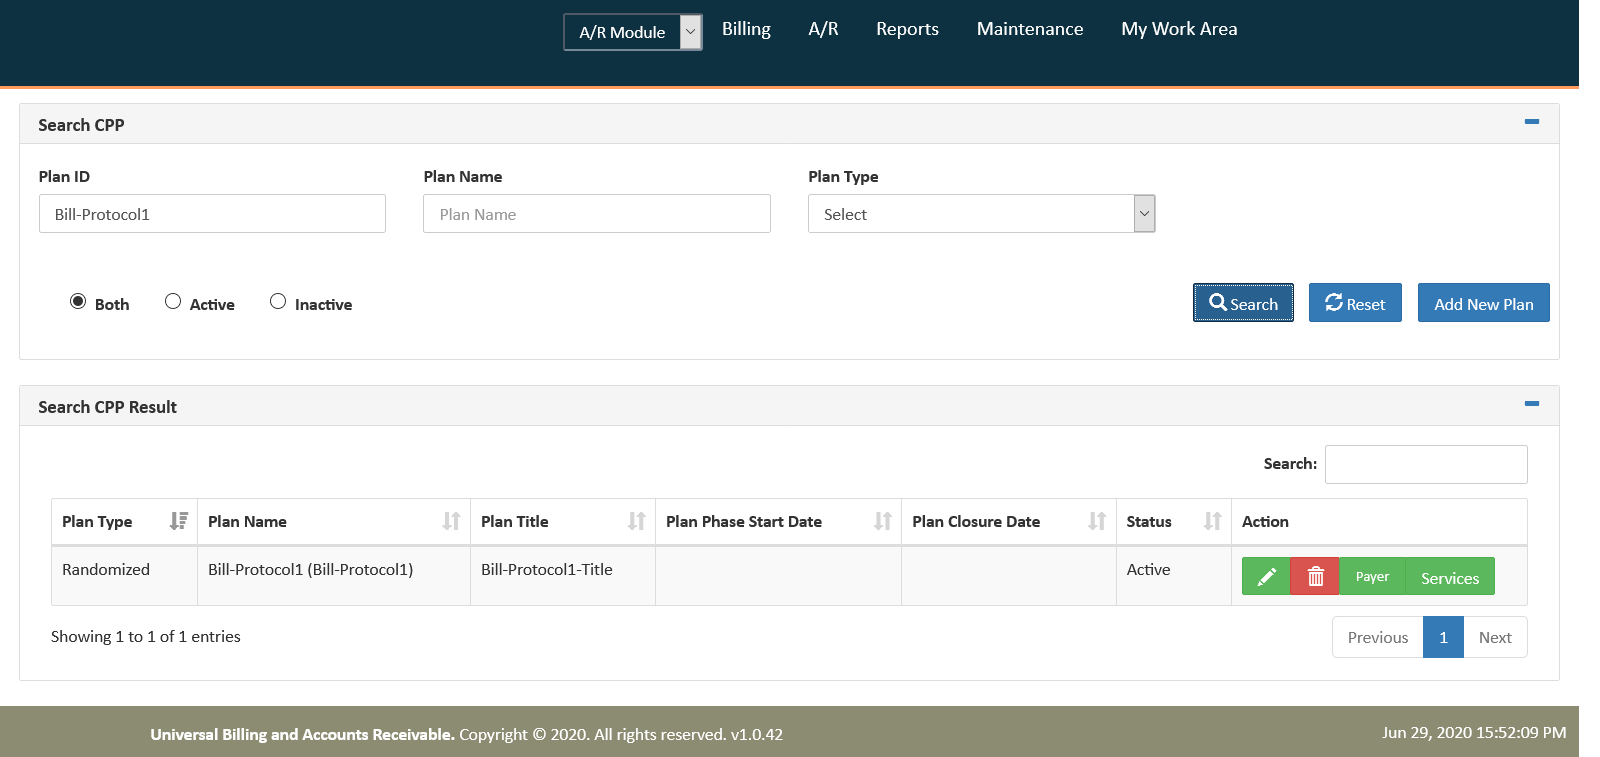 A/R Module Billing A/R Reports Maintenance My Work Area
Search CPP
Plan ID Plan Name Plan Type
Bill-Protocol1 Plan Name Select
Both Active Inactive Search Reset Add New Plan
Search CPP Result
Search:
Plan Type Plan Name Plan Title Plan Phase Start Date Plan Closure Date Status Action
Randomized Bill-Protocol1 (Bill-Protocol1) Bill-Protocol1-Title Active Payer Services
Showing 1 to 1 of 1 entries Previous 1 Next
Universal Billing and Accounts Receivable. Copyright © 2020. All rights reserved. v1.0.42 Jun 29, 2020 15:52:09 PM